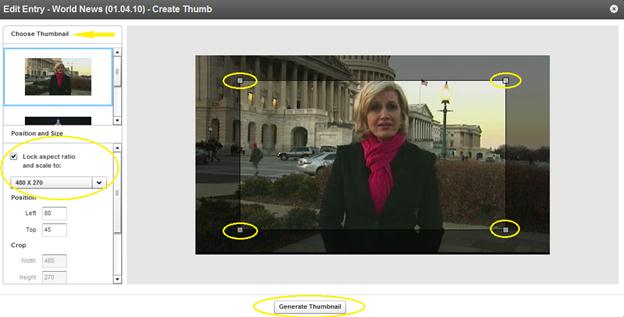 Edit Entry - World News (01.04.10) - Create Thumb
Choose Thumbnail
Position and Size
Lock aspect ratio
and scale to:
480 X 270
Position
Left 80
Top 45
Crop
Width 480
Height 270
Generate Thumbnail